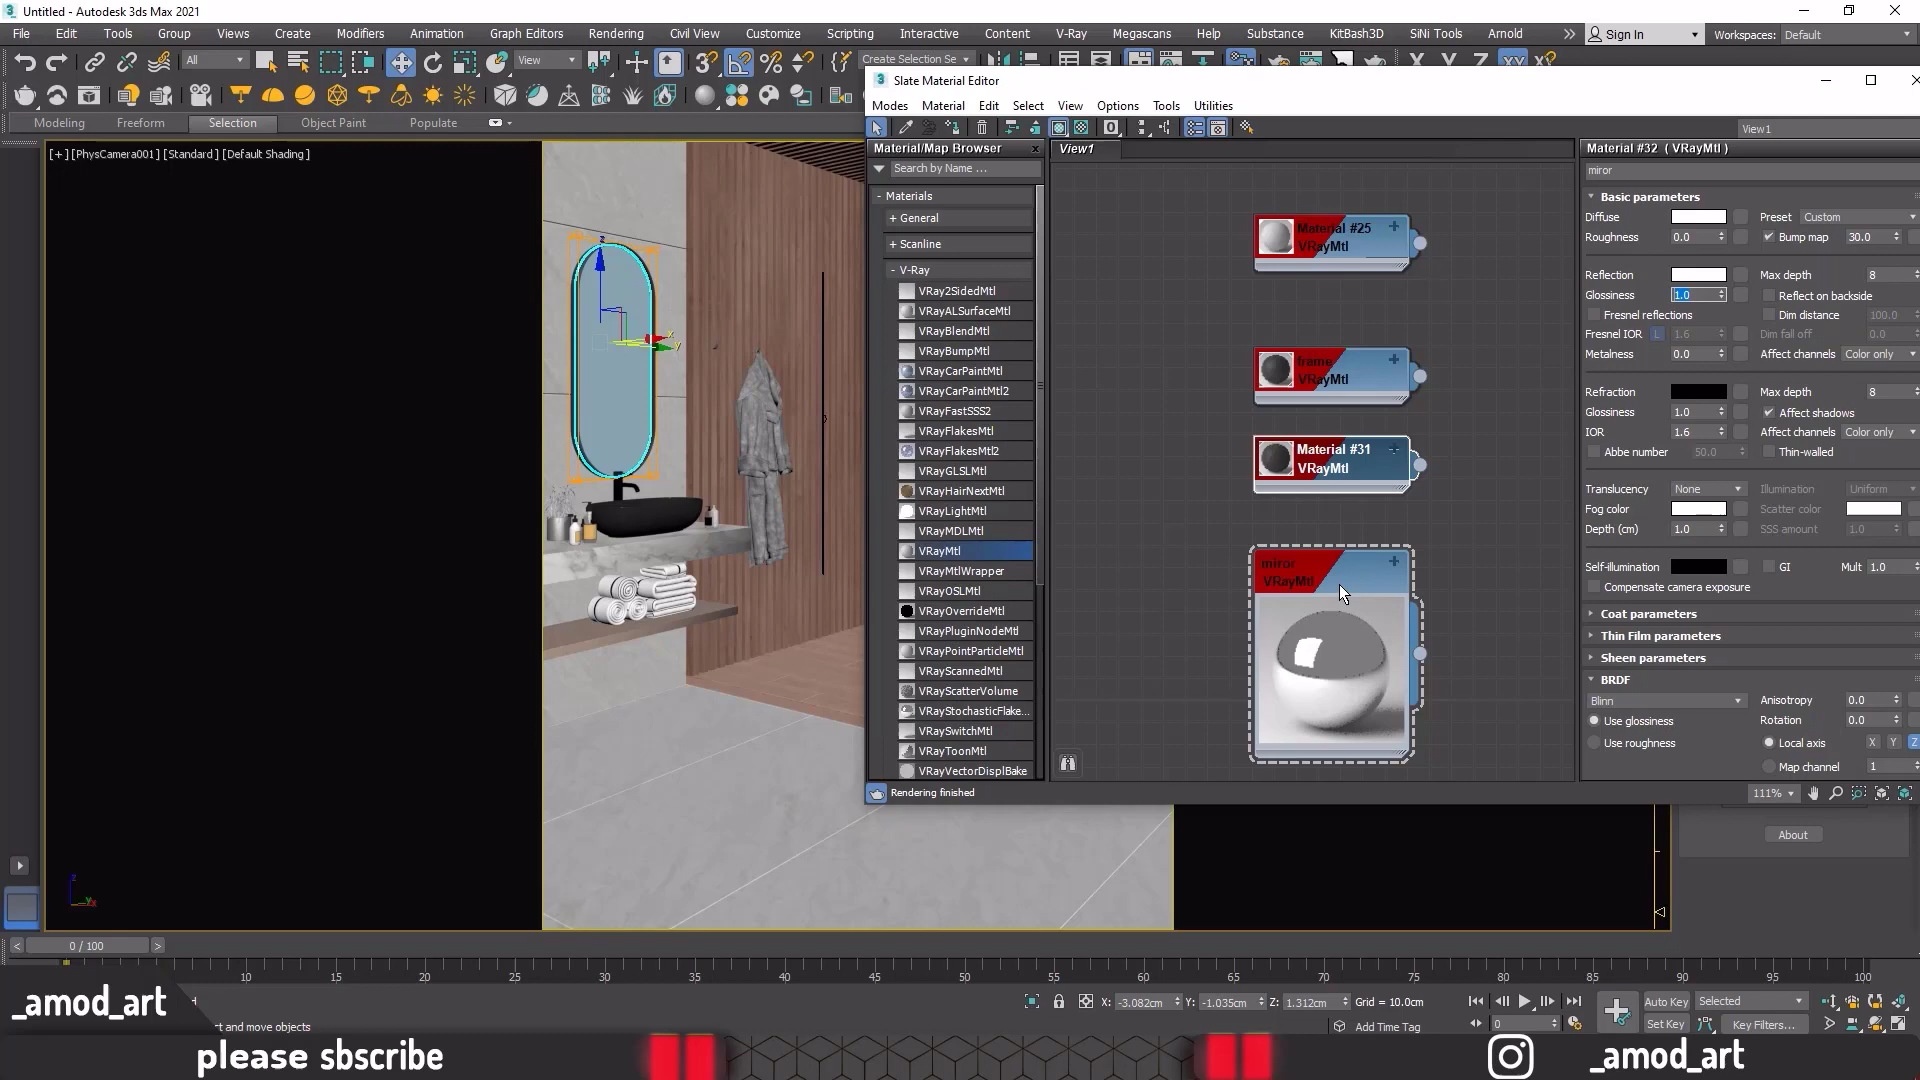 Untitled - Autodesk 3ds Max 2021
File Edit Tools Group Views Create Modifiers Animation Graph Editors Rendering Civil View Customize Scripting Interactive Content V-Ray Megascans Help Substance KitBash3D SiNi Tools Arnold Sign In Workspaces: Default
All View Create Selection Se
Modeling Freeform Selection Object Paint Populate
[+] [PhysCamera001] [Standard] [Default Shading]
Slate Material Editor
Modes Material Edit Select View Options Tools Utilities
View1
Material/Map Browser
Search by Name ...
- Materials
+ General
+ Scanline
- V-Ray
VRay2SidedMtl
VRayALSurfaceMtl
VRayBlendMtl
VRayBumpMtl
VRayCarPaintMtl
VRayCarPaintMtl2
VRayFastSSS2
VRayFlakesMtl
VRayFlakesMtl2
VRayGLSLMtl
VRayHairNextMtl
VRayLightMtl
VRayMDLMtl
VRayMtl
VRayMtlWrapper
VRayOSLMtl
VRayOverrideMtl
VRayPluginNodeMtl
VRayPointParticleMtl
VRayScannedMtl
VRayScatterVolume
VRayStochasticFlake...
VRaySwitchMtl
VRayToonMtl
VRayVectorDisplBake
View1
Material #25
VRayMtl
frame
VRayMtl
Material #31
VRayMtl
miror
VRayMtl
Material #32 ( VRayMtl )
miror
Basic parameters
Diffuse Preset Custom
Roughness 0.0 Bump map 30.0
Reflection Max depth 8
Glossiness 1.0 Reflect on backside
Fresnel reflections Dim distance 100.0
Fresnel IOR L 1.6 Dim fall off 0.0
Metalness 0.0 Affect channels Color only
Refraction Max depth 8
Glossiness 1.0 Affect shadows
IOR 1.6 Affect channels Color only
Abbe number 50.0 Thin-walled
Translucency None Illumination Uniform
Fog color Scatter color
Depth (cm) 1.0 SSS amount 1.0
Self-illumination GI Mult 1.0
Compensate camera exposure
Coat parameters
Thin Film parameters
Sheen parameters
BRDF
Blinn Anisotropy 0.0
Use glossiness Rotation 0.0
Use roughness Local axis X Y Z
Map channel 1
Rendering finished
111%
About
0 / 100
10 15 20 25 30 35 40 45 50 55 60 65 70 75 80 85 90 95 100
X: -3.082cm Y: -1.035cm Z: 1.312cm Grid = 10.0cm
Auto Key Selected
ct and move objects
Add Time Tag
0
Set Key Key Filters...
_amod_art
please sbscribe
_amod_art